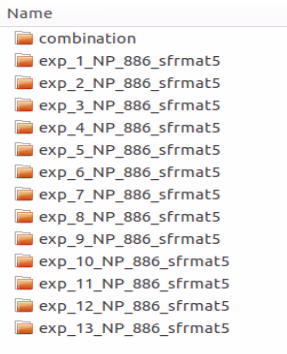 Name
combination
exp_1_NP_886_sfrmat5
exp_2_NP_886_sfrmat5
exp_3_NP_886_sfrmat5
exp_4_NP_886_sfrmat5
exp_5_NP_886_sfrmat5
exp_6_NP_886_sfrmat5
exp_7_NP_886_sfrmat5
exp_8_NP_886_sfrmat5
exp_9_NP_886_sfrmat5
exp_10_NP_886_sfrmat5
exp_11_NP_886_sfrmat5
exp_12_NP_886_sfrmat5
exp_13_NP_886_sfrmat5